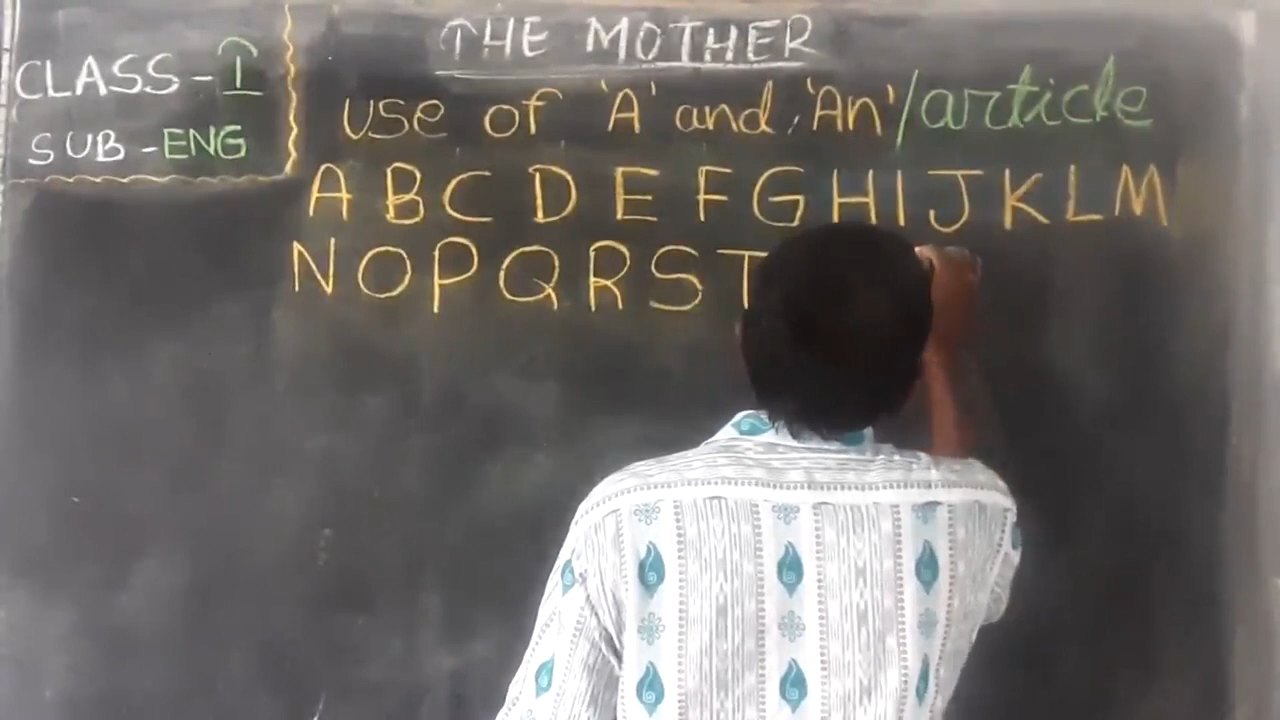 THE MOTHER
CLASS - I
SUB - ENG
use of 'A' and 'An' / article
A B C D E F G H I J K L M
N O P Q R S T